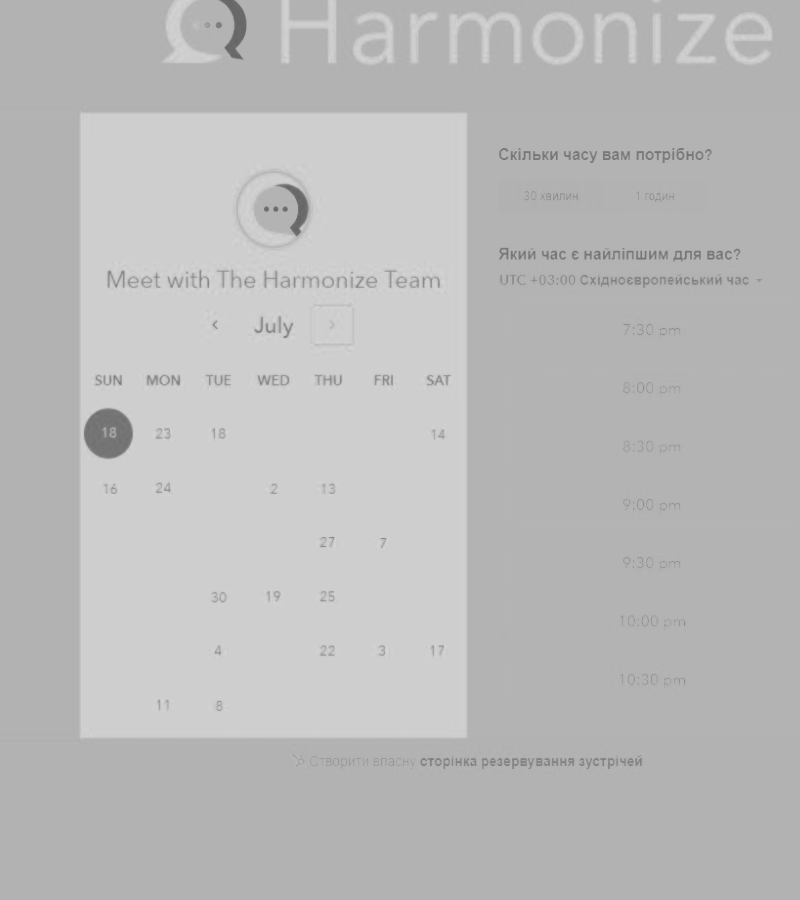 Harmonize
Meet with The Harmonize Team
July
SUN MON TUE WED THU FRI SAT
18 23 18 14
16 24 2 13
27 7
30 19 25
4 22 3 17
11 8
Скільки часу вам потрібно?
30 хвилин 1 годин
Який час є найліпшим для вас?
UTC +03:00 Східноєвропейський час
7:30 pm
8:00 pm
8:30 pm
9:00 pm
9:30 pm
10:00 pm
10:30 pm
Створити власну сторінка резервування зустрічей